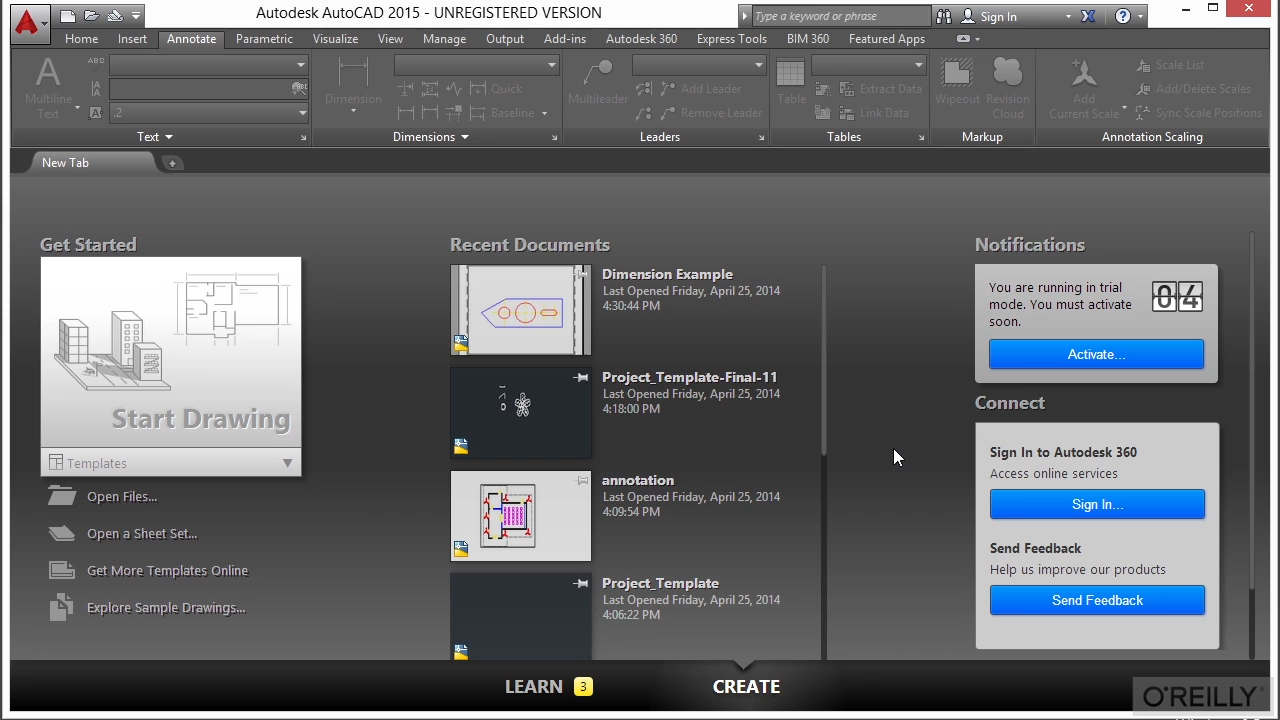 Autodesk AutoCAD 2015 - UNREGISTERED VERSION
Type a keyword or phrase
Sign In
Home Insert Annotate Parametric Visualize View Manage Output Add-ins Autodesk 360 Express Tools BIM 360 Featured Apps
A
Multiline
Text
ABC
.2
Text
Dimension
Quick
Baseline
Dimensions
Multileader
Add Leader
Remove Leader
Leaders
Table
Extract Data
Link Data
Tables
Wipeout
Revision
Cloud
Markup
Add
Current Scale
Scale List
Add/Delete Scales
Sync Scale Positions
Annotation Scaling
New Tab
Get Started
Start Drawing
Templates
Open Files...
Open a Sheet Set...
Get More Templates Online
Explore Sample Drawings...
Recent Documents
Dimension Example
Last Opened Friday, April 25, 2014
4:30:44 PM
Project_Template-Final-11
Last Opened Friday, April 25, 2014
4:18:00 PM
annotation
Last Opened Friday, April 25, 2014
4:09:54 PM
Project_Template
Last Opened Friday, April 25, 2014
4:06:22 PM
Notifications
You are running in trial
mode. You must activate
soon.
04
Activate...
Connect
Sign In to Autodesk 360
Access online services
Sign In...
Send Feedback
Help us improve our products
Send Feedback
LEARN 3
CREATE
O'REILLY